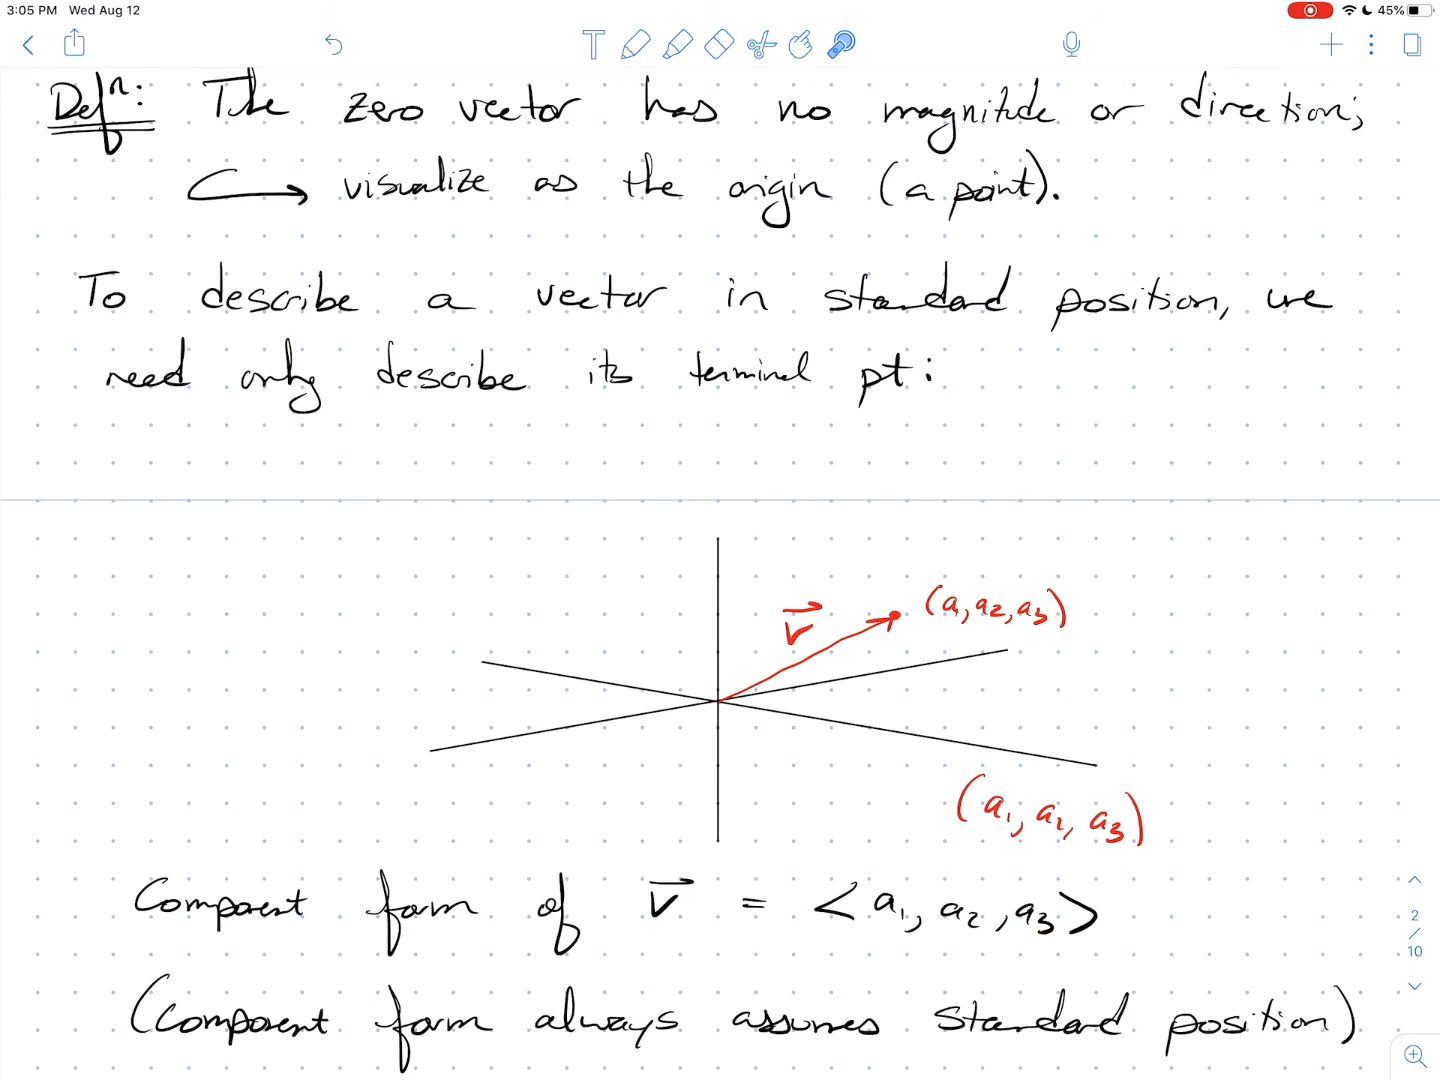 3:05 PM Wed Aug 12
45%
Defⁿ: The zero vector has no magnitude or direction;
↪ visualize as the origin (a point).
To describe a vector in standard position, we
need only describe its terminal pt:
v⃗
(a₁, a₂, a₃)
(a₁, a₂, a₃)
Component form of v⃗ = <a₁, a₂, a₃>
(Component form always assumes standard position)
2
/
10